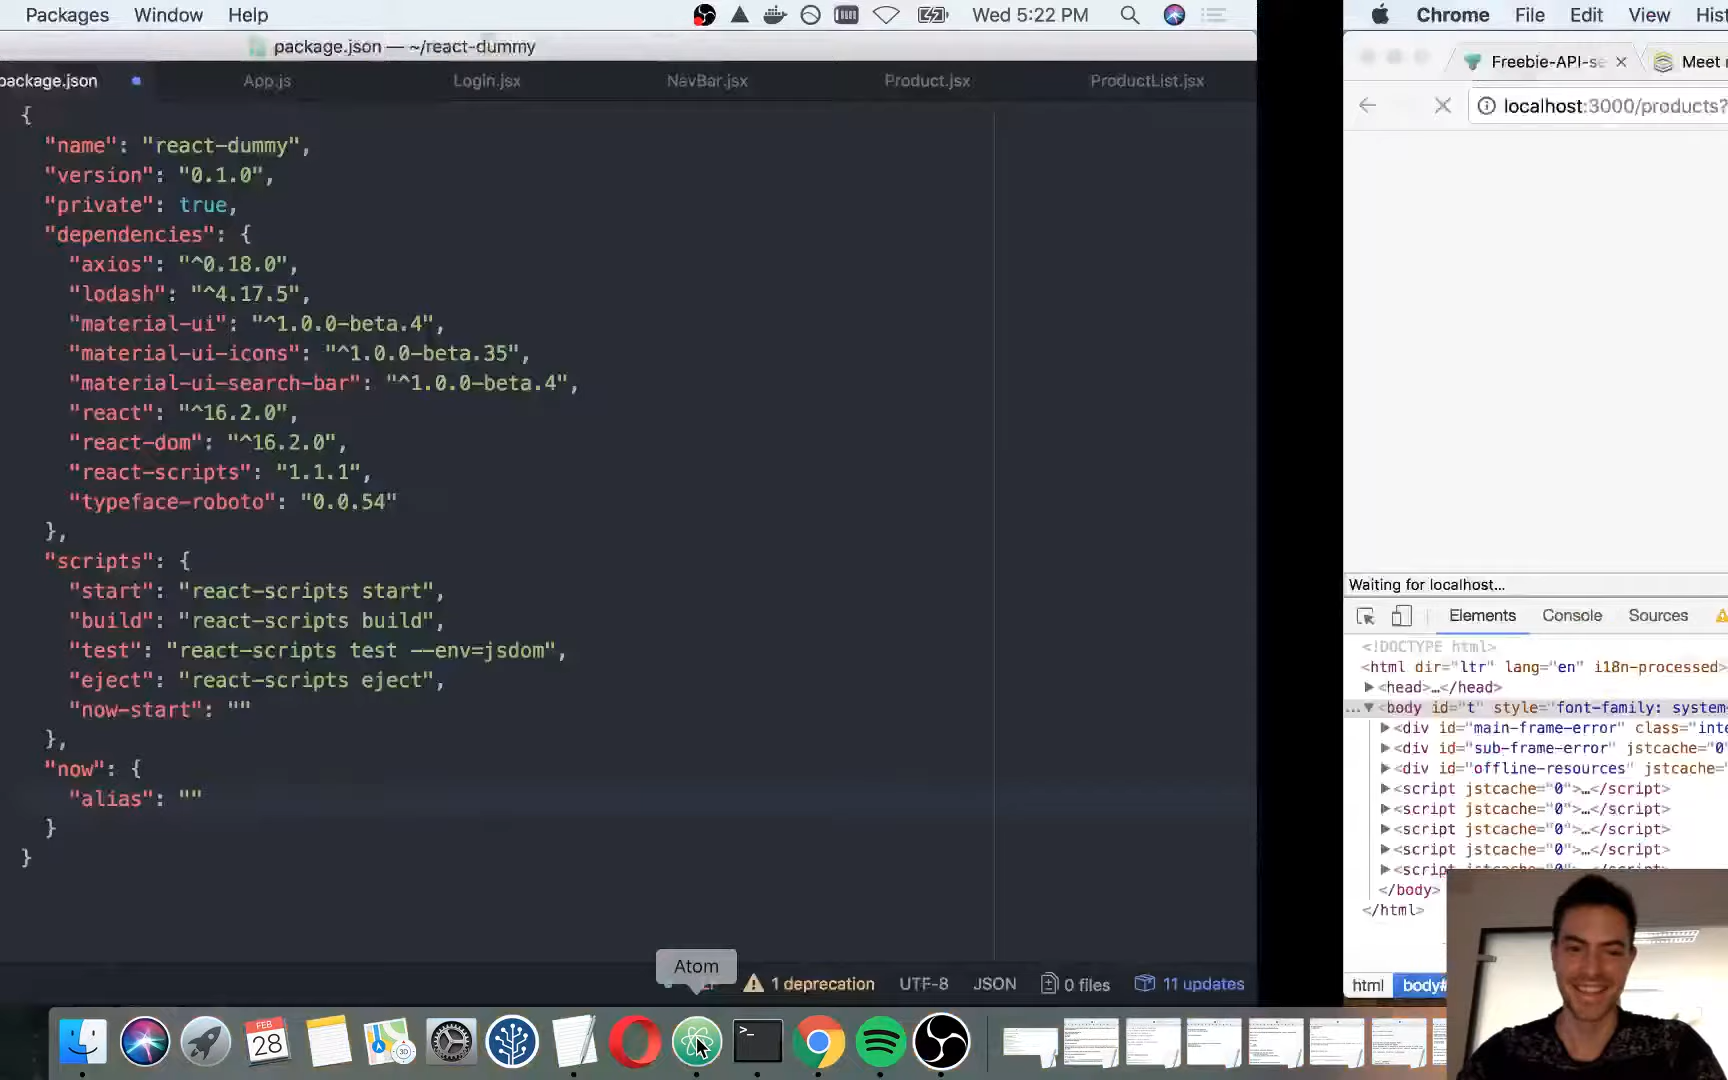 Packages Window Help Wed 5:22 PM
package.json — ~/react-dummy
package.json App.js Login.jsx NavBar.jsx Product.jsx ProductList.jsx
{
"name": "react-dummy",
"version": "0.1.0",
"private": true,
"dependencies": {
"axios": "^0.18.0",
"lodash": "^4.17.5",
"material-ui": "^1.0.0-beta.4",
"material-ui-icons": "^1.0.0-beta.35",
"material-ui-search-bar": "^1.0.0-beta.4",
"react": "^16.2.0",
"react-dom": "^16.2.0",
"react-scripts": "1.1.1",
"typeface-roboto": "0.0.54"
},
"scripts": {
"start": "react-scripts start",
"build": "react-scripts build",
"test": "react-scripts test --env=jsdom",
"eject": "react-scripts eject",
"now-start": ""
},
"now": {
"alias": ""
}
}
Atom
1 deprecation UTF-8 JSON 0 files 11 updates
FEB
28
Chrome File Edit View Hist
Freebie-API-se Meet
localhost:3000/products?
Waiting for localhost...
Elements Console Sources
<!DOCTYPE html>
<html dir="ltr" lang="en" i18n-processed>
<head>…</head>
…<body id="t" style="font-family: system-
<div id="main-frame-error" class="inte
<div id="sub-frame-error" jstcache="0"
<div id="offline-resources" jstcache="
<script jstcache="0">…</script>
<script jstcache="0">…</script>
<script jstcache="0">…</script>
<script jstcache="0">…</script>
<scrip
</body>
</html>
html body#